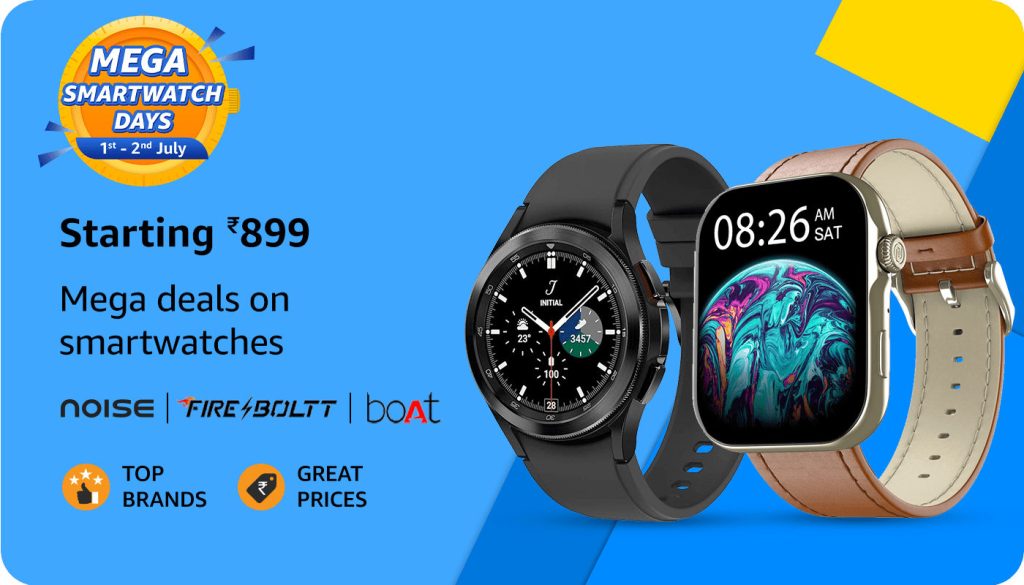 MEGA
SMARTWATCH
DAYS
1st - 2nd July
Starting ₹899
Mega deals on
smartwatches
noise | FIRE BOLTT | boAt
TOP
BRANDS
GREAT
PRICES
J
INITIAL
23°
3457
100
28
08:26 AM
SAT